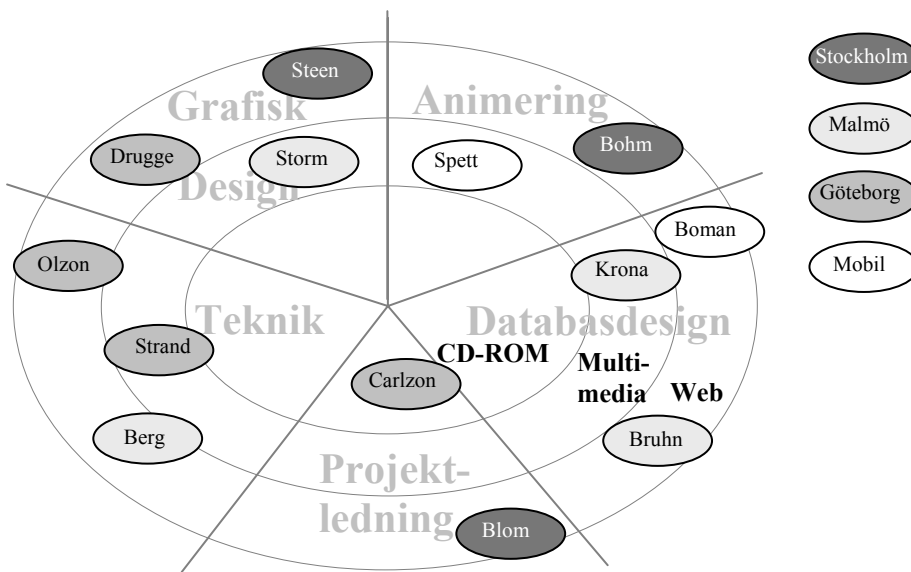 Steen
Stockholm
Grafisk
Animering
Malmö
Drugge
Storm
Spett
Bohm
Design
Göteborg
Boman
Olzon
Krona
Mobil
Teknik
Databasdesign
Strand
CD-ROM
Carlzon
Multi-
media
Web
Berg
Bruhn
Projekt-
ledning
Blom